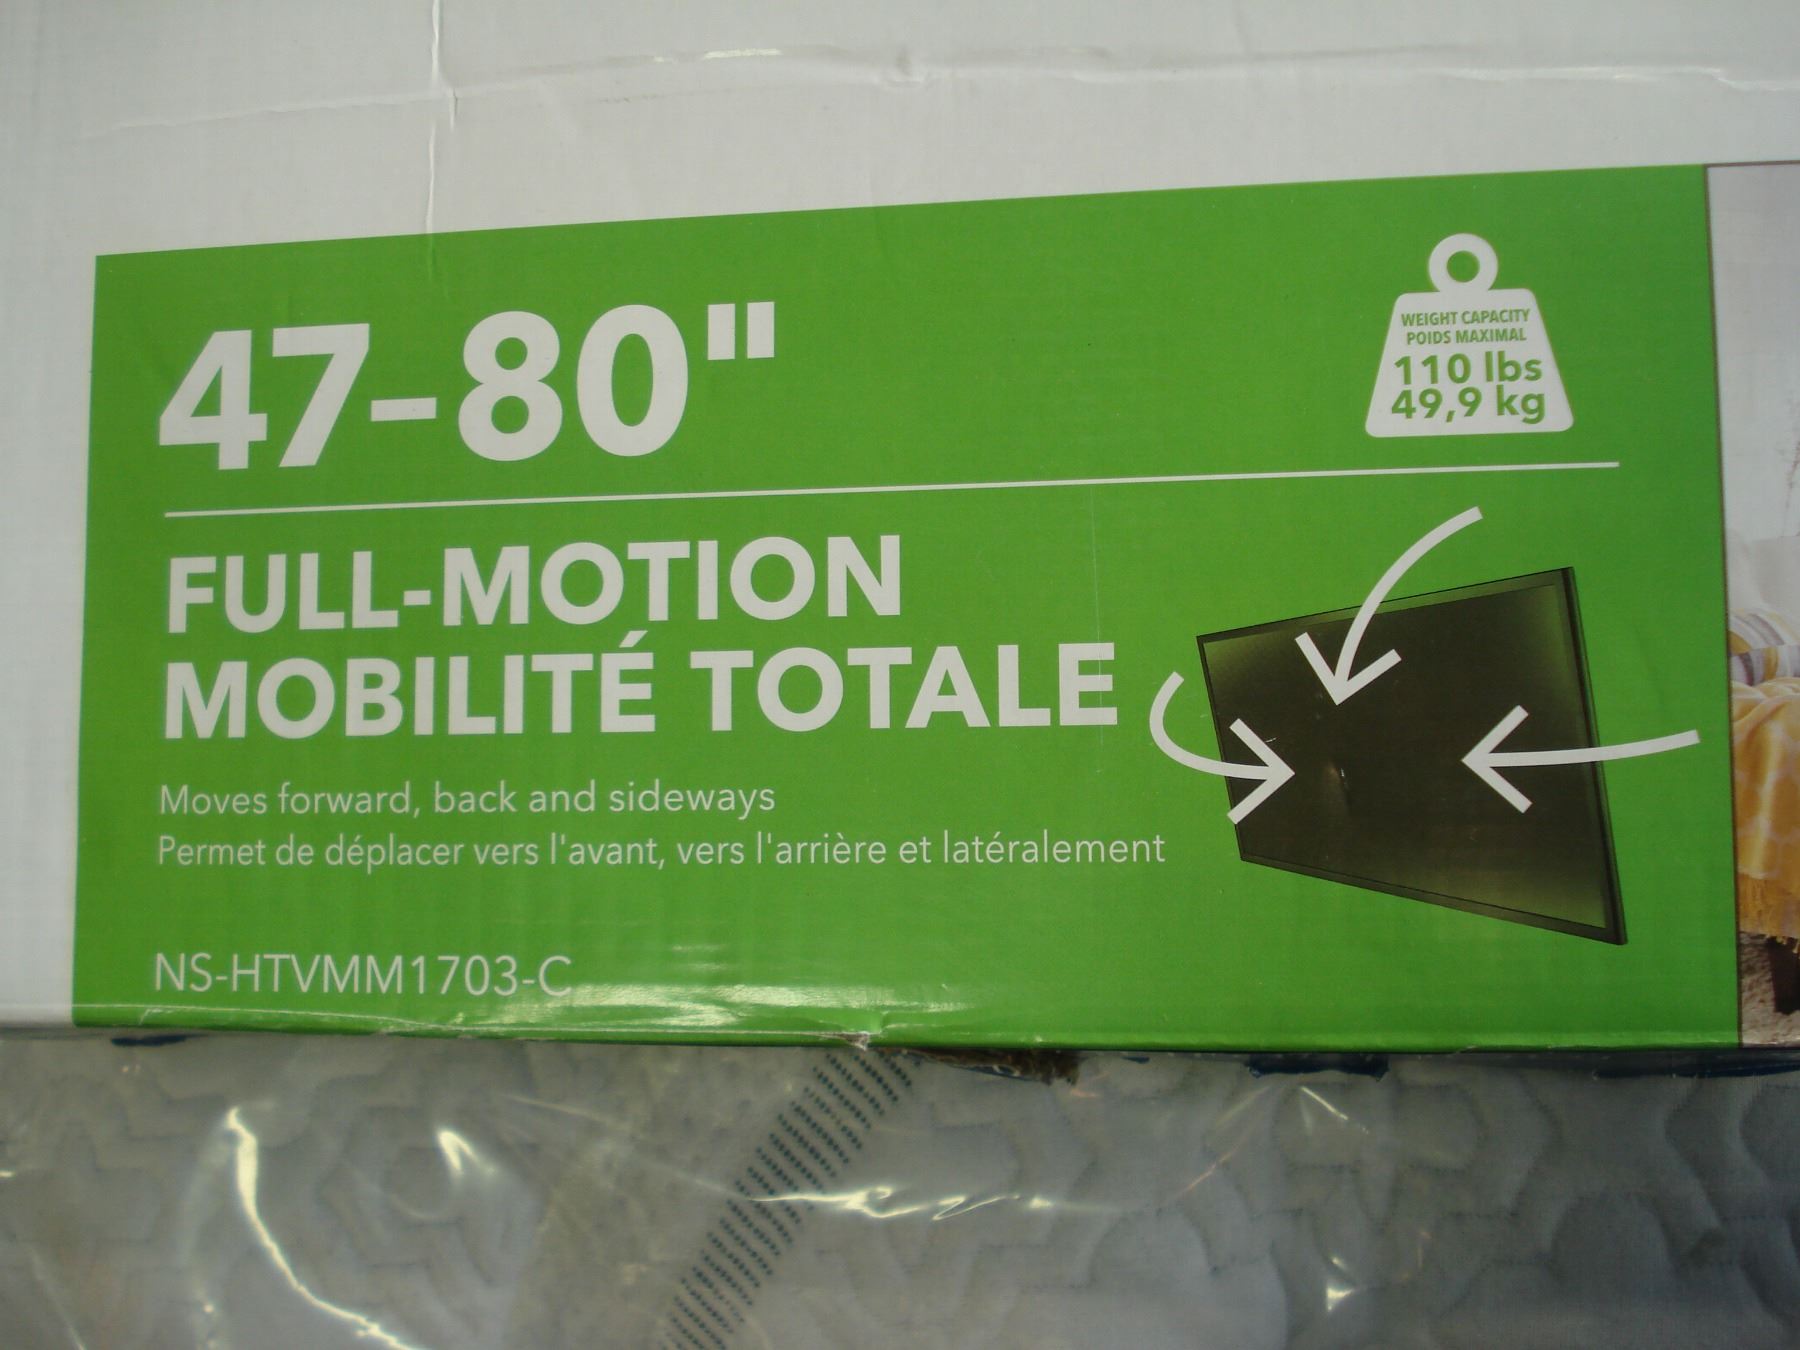 47-80"
WEIGHT CAPACITY
POIDS MAXIMAL
110 lbs
49,9 kg
FULL-MOTION
MOBILITÉ TOTALE
Moves forward, back and sideways
Permet de déplacer vers l'avant, vers l'arrière et latéralement
NS-HTVMM1703-C